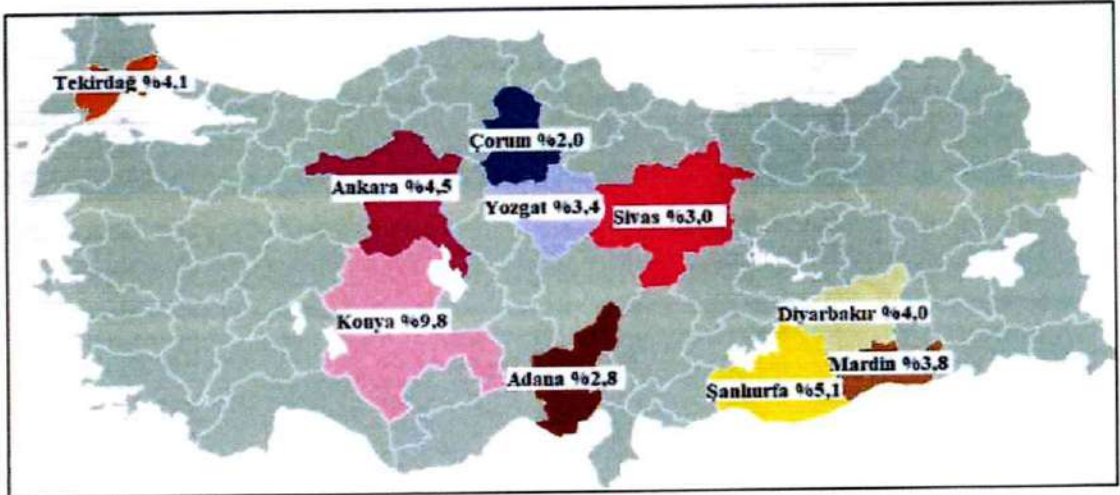 Tekirdağ %4,1
Çorum %2,0
Ankara %4,5
Yozgat %3,4
Sivas %3,0
Diyarbakır %4,0
Konya %9,8
Mardin %3,8
Adana %2,8
Şanlıurfa %5,1